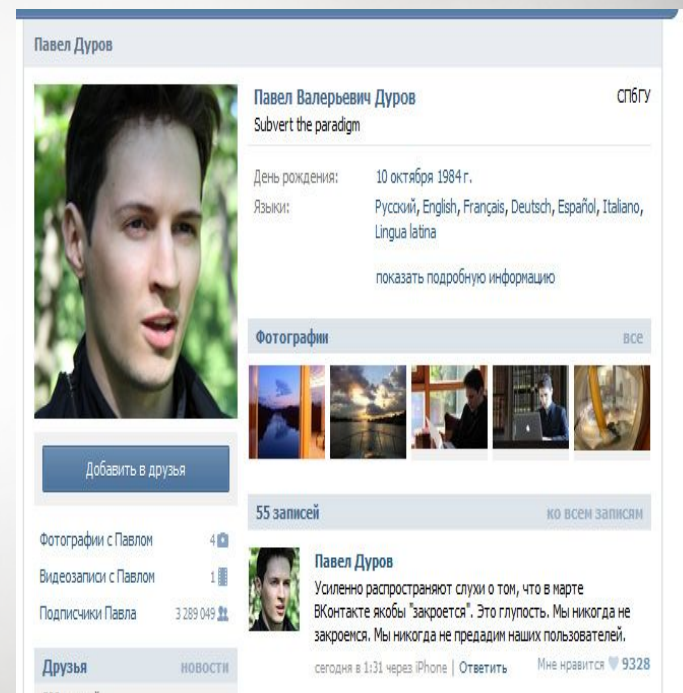 Павел Дуров
Павел Валерьевич Дуров
СПбГУ
Subvert the paradigm
День рождения: 10 октября 1984 г.
Языки: Русский, English, Français, Deutsch, Español, Italiano,
Lingua latina
показать подробную информацию
Фотографии все
Добавить в друзья
Фотографии с Павлом 4
Видеозаписи с Павлом 1
Подписчики Павла 3 289 049
Друзья новости
55 записей ко всем записям
Павел Дуров
Усиленно распространяют слухи о том, что в марте
ВКонтакте якобы "закроется". Это глупость. Мы никогда не
закроемся. Мы никогда не предадим наших пользователей.
сегодня в 1:31 через iPhone | Ответить Мне нравится 9328